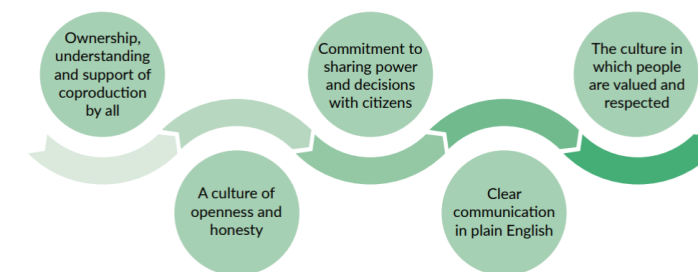 Ownership,
understanding
and support of
coproduction
by all
A culture of
openness and
honesty
Commitment to
sharing power
and decisions
with citizens
Clear
communication
in plain English
The culture in
which people
are valued and
respected